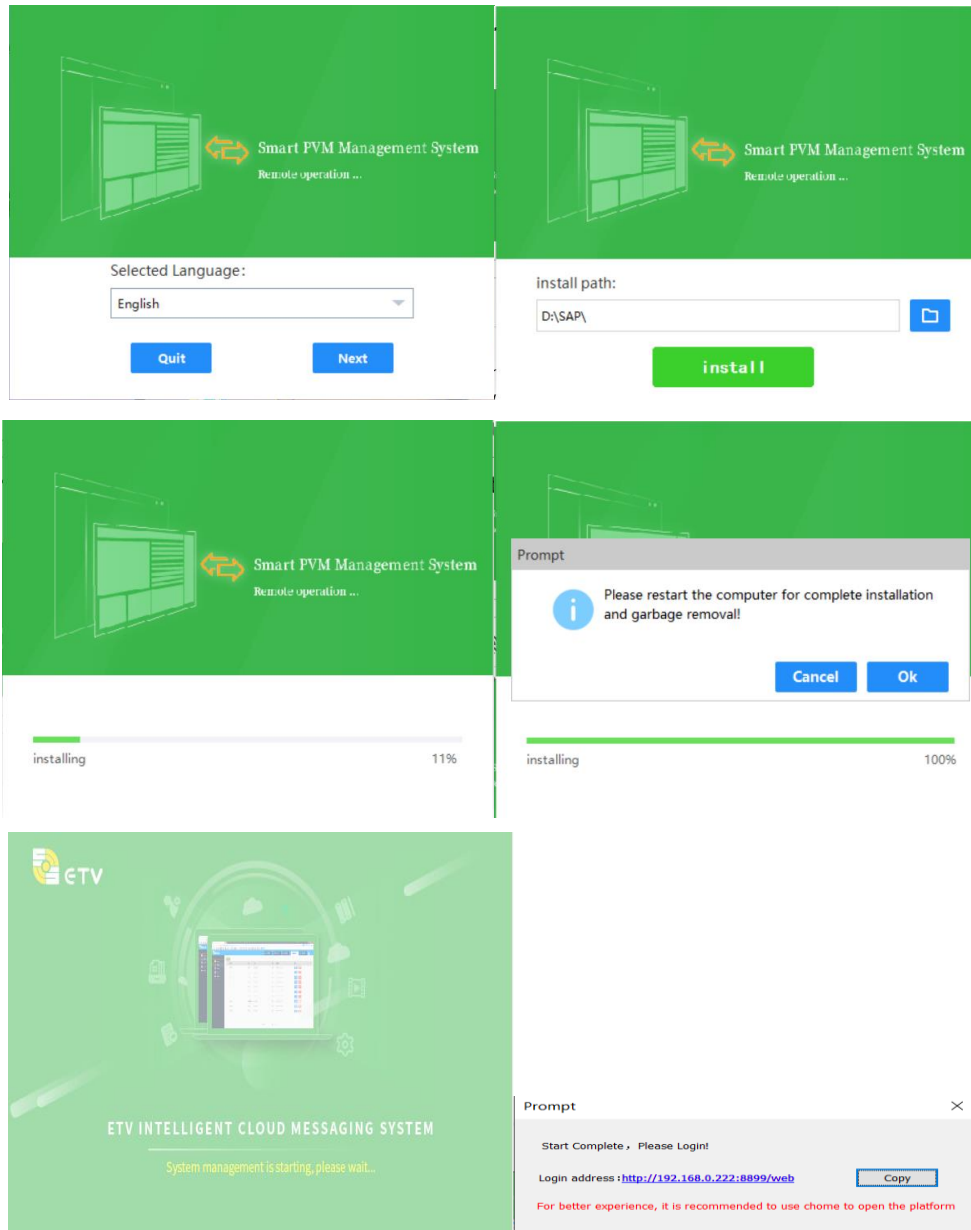 Smart PVM Management System
Remote operation ...
Selected Language:
English
Quit
Next
Smart PVM Management System
Remote operation ...
install path:
D:\SAP\
install
Smart PVM Management System
Remote operation ...
installing
11%
Prompt
Please restart the computer for complete installation
and garbage removal!
Cancel
Ok
installing
100%
ETV
ETV INTELLIGENT CLOUD MESSAGING SYSTEM
System management is starting, please wait...
Prompt
Start Complete，Please Login!
Login address：http://192.168.0.222:8899/web
Copy
For better experience, it is recommended to use chome to open the platform